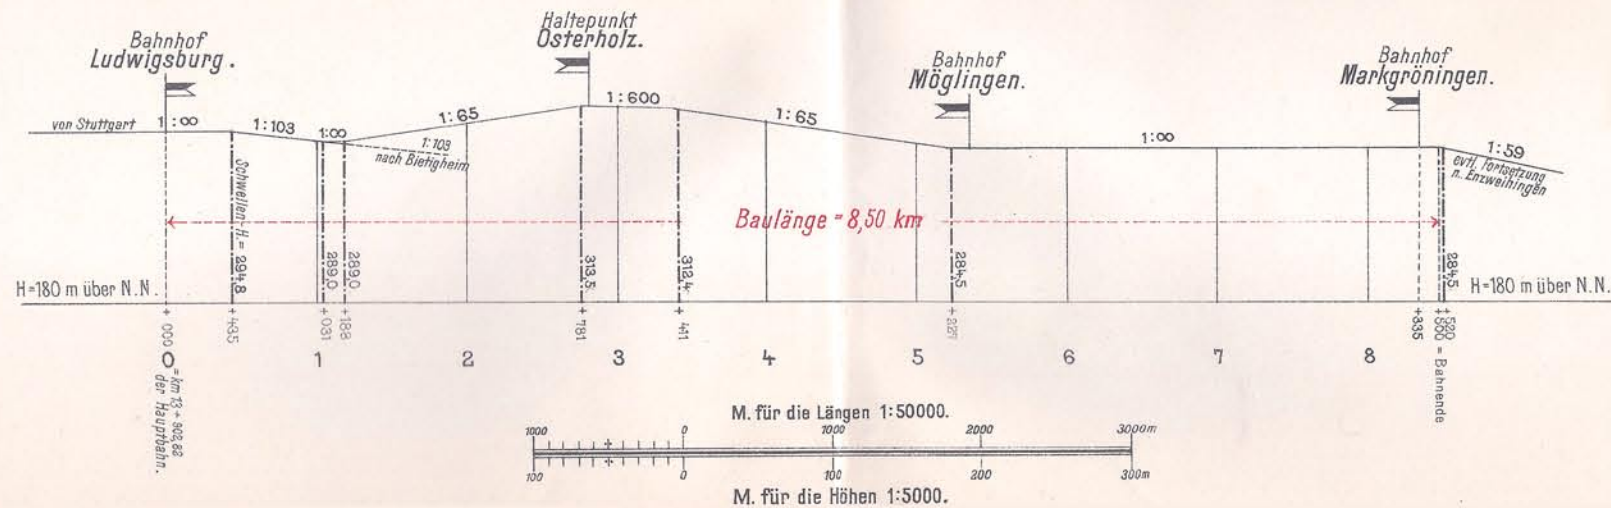 Bahnhof
Ludwigsburg.
Haltepunkt
Osterholz.
Bahnhof
Möglingen.
Bahnhof
Markgröningen.
von Stuttgart
1:∞
1:103
1:∞
1:65
1:600
1:65
1:∞
1:59
1:103
nach Bietigheim
evtl. Fortsetzung
n. Enzweihingen
Baulänge = 8,50 km
Schwellen-H. = 294,8
289,0
289,0
313,5
312,4
284,5
284,5
H=180 m über N.N.
H=180 m über N.N.
+ 000
+ 435
+ 031
+ 188
+ 781
+ 411
+ 227
+ 335
+ 500 = Bahnende
+ 520
0
1
2
3
4
5
6
7
8
= km 13 + 902,82
der Hauptbahn.
M. für die Längen 1:50000.
1000
0
1000
2000
3000m
100
0
100
200
300m
M. für die Höhen 1:5000.